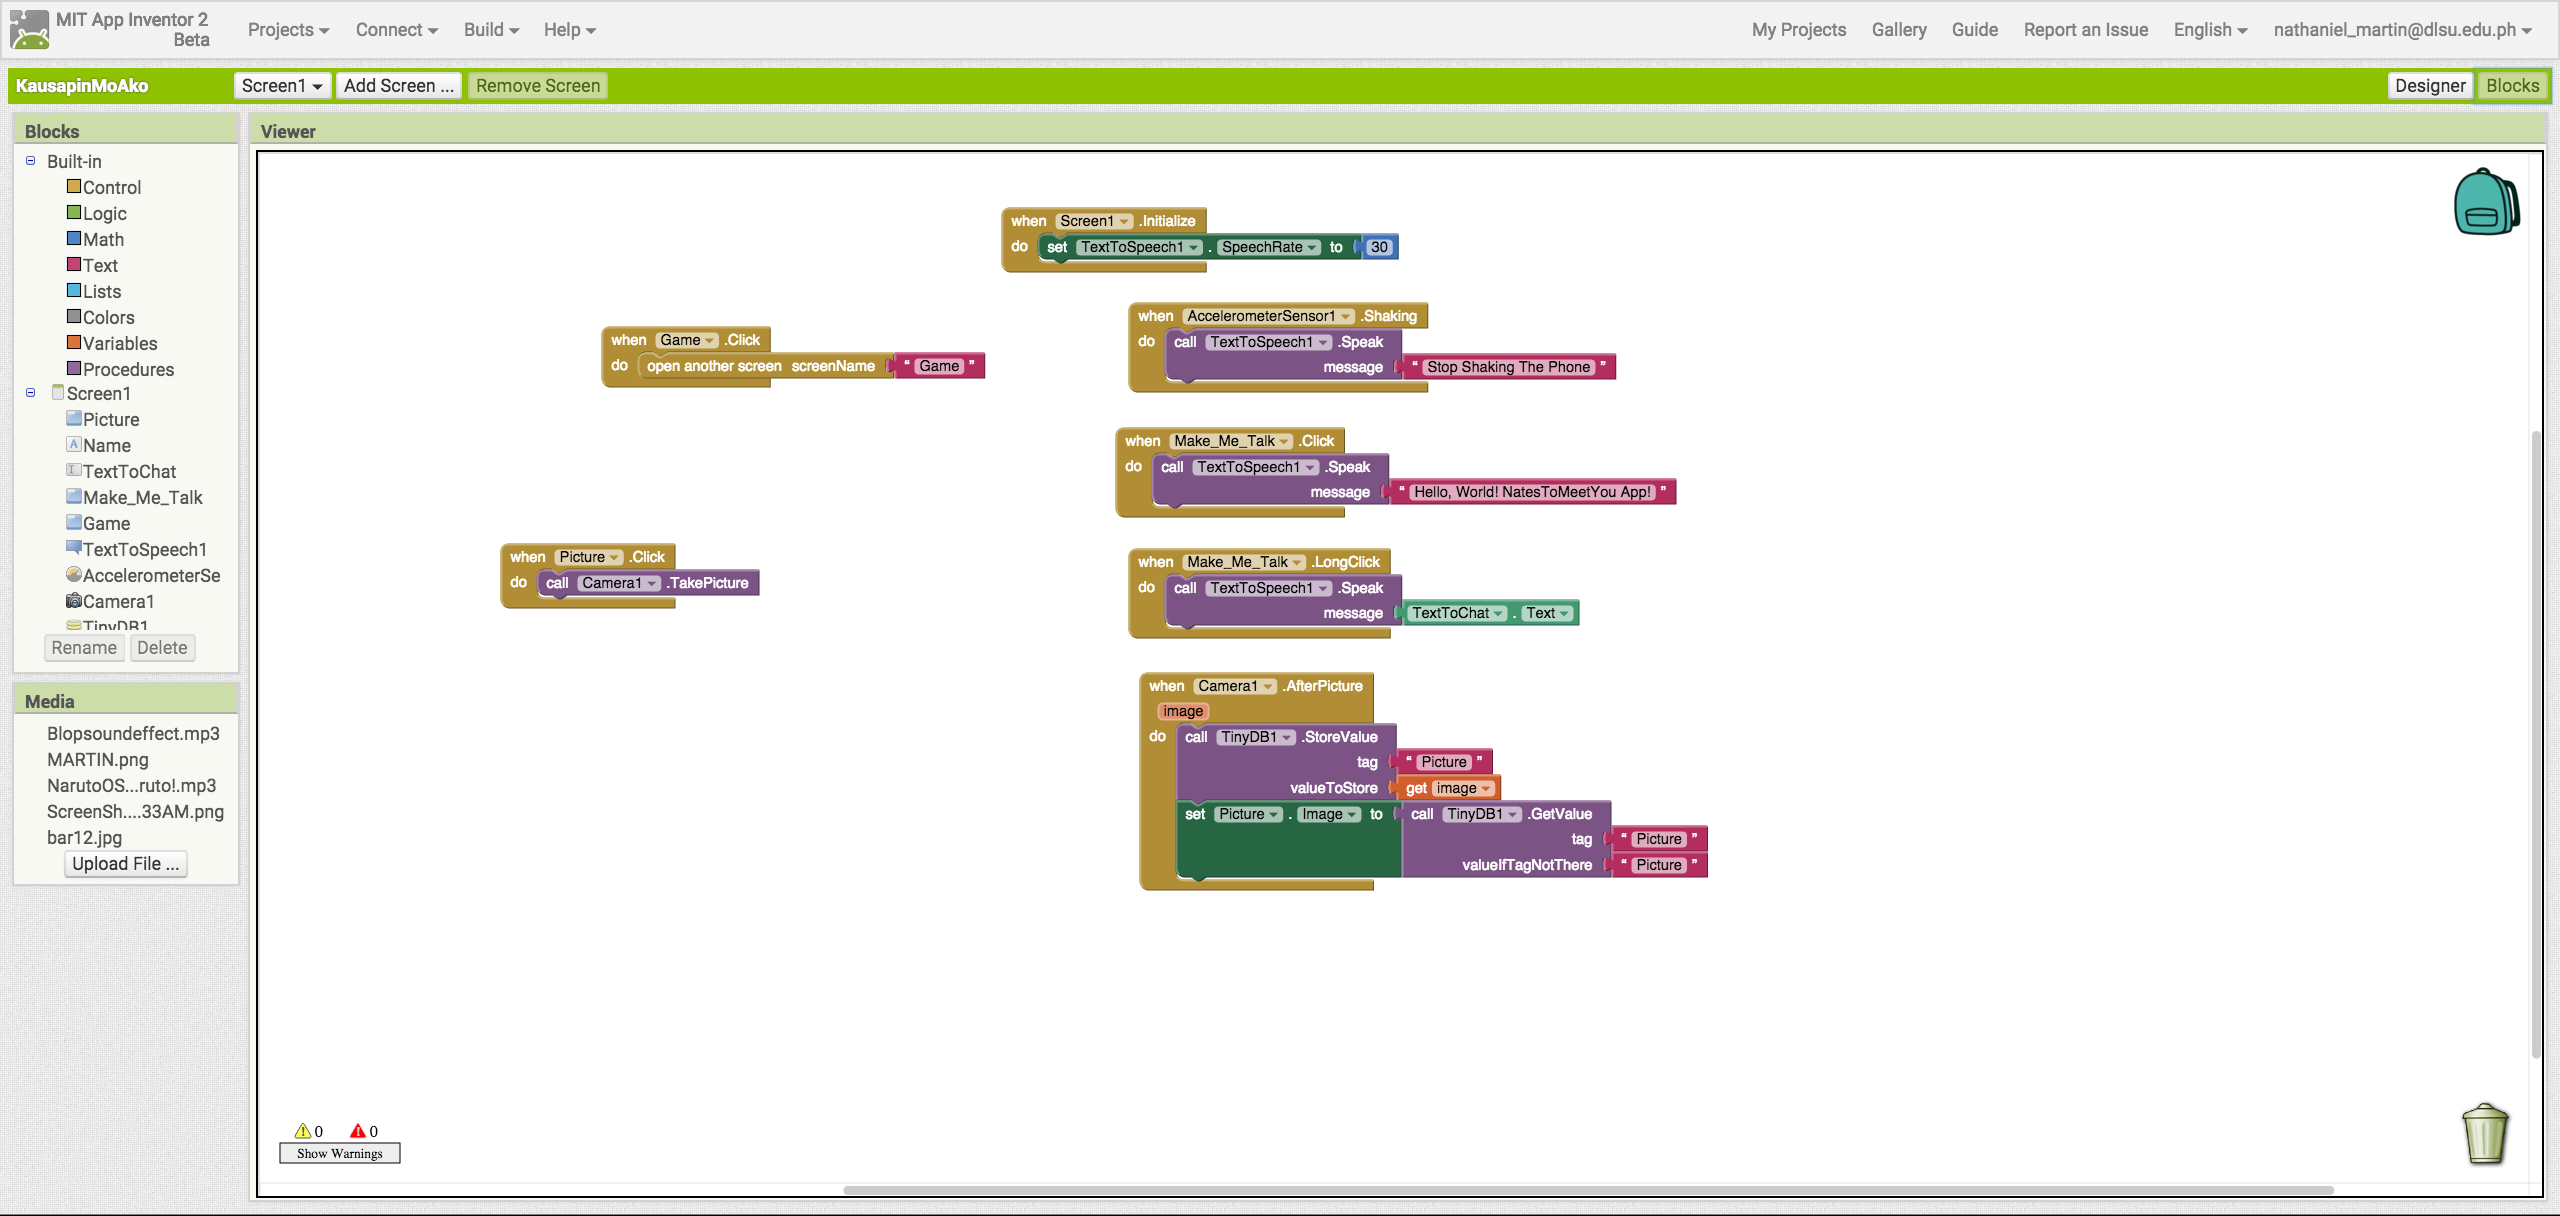 MIT App Inventor 2
Beta
Projects Connect Build Help
My Projects Gallery Guide Report an Issue English nathaniel_martin@dlsu.edu.ph
KausapinMoAko
Screen1 Add Screen ... Remove Screen
Designer Blocks
Blocks
Built-in
Control
Logic
Math
Text
Lists
Colors
Variables
Procedures
Screen1
Picture
Name
TextToChat
Make_Me_Talk
Game
TextToSpeech1
AccelerometerSe
Camera1
TinyDB1
Rename Delete
Media
Blopsoundeffect.mp3
MARTIN.png
NarutoOS...ruto!.mp3
ScreenSh....33AM.png
bar12.jpg
Upload File ...
Viewer
when Screen1 .Initialize
do set TextToSpeech1 . SpeechRate to 30
when Game .Click
do open another screen screenName " Game "
when AccelerometerSensor1 .Shaking
do call TextToSpeech1 .Speak
message " Stop Shaking The Phone "
when Make_Me_Talk .Click
do call TextToSpeech1 .Speak
message " Hello, World! NatesToMeetYou App! "
when Picture .Click
do call Camera1 .TakePicture
when Make_Me_Talk .LongClick
do call TextToSpeech1 .Speak
message TextToChat . Text
when Camera1 .AfterPicture
image
do call TinyDB1 .StoreValue
tag " Picture "
valueToStore get image
set Picture . Image to call TinyDB1 .GetValue
tag " Picture "
valueIfTagNotThere " Picture "
0 0
Show Warnings